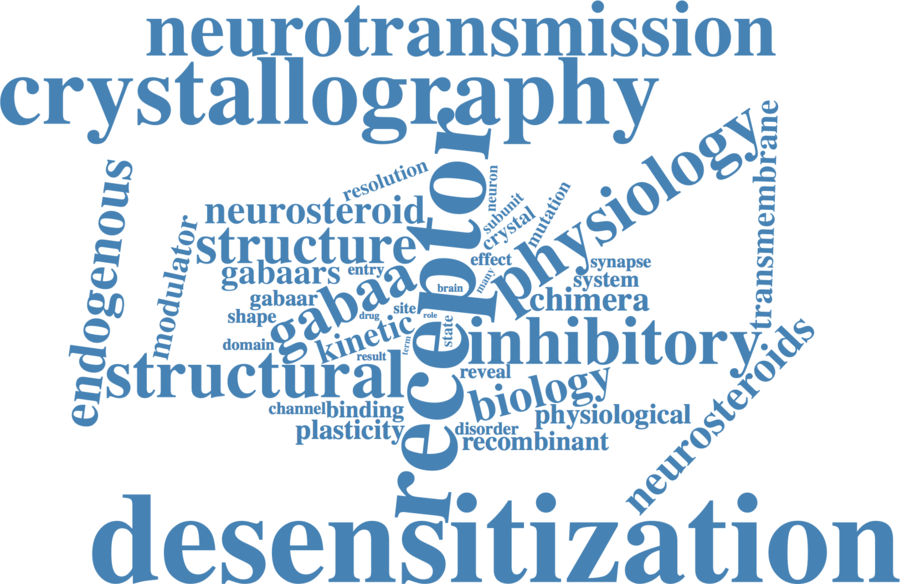 neurotransmission
crystallography
receptor
physiology
transmembrane
endogenous
resolution
neuron
neurosteroid
subunit
crystal
mutation
modulator
structure
effect
synapse
gabaars
entry
many
system
gabaa
brain
gabaar
chimera
shape
drug
site
role
kinetic
state
inhibitory
domain
result
term
structural
reveal
biology
neurosteroids
channel
binding
physiological
plasticity
disorder
recombinant
desensitization